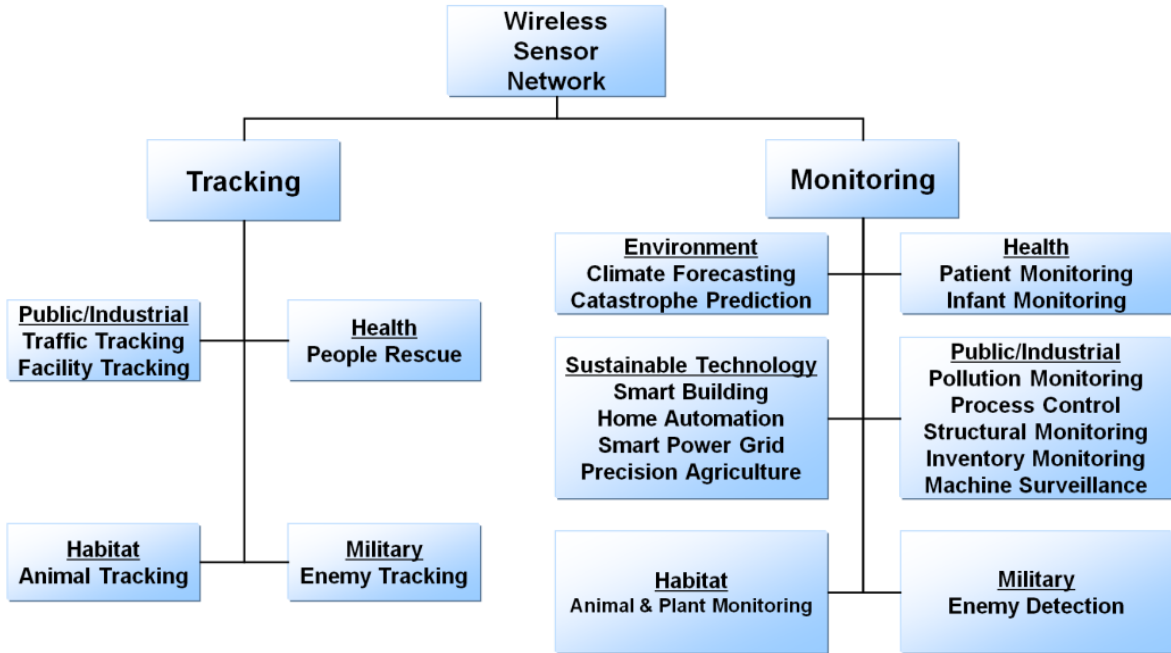 Wireless
Sensor
Network
Tracking
Monitoring
Public/Industrial
Traffic Tracking
Facility Tracking
Health
People Rescue
Habitat
Animal Tracking
Military
Enemy Tracking
Environment
Climate Forecasting
Catastrophe Prediction
Health
Patient Monitoring
Infant Monitoring
Sustainable Technology
Smart Building
Home Automation
Smart Power Grid
Precision Agriculture
Public/Industrial
Pollution Monitoring
Process Control
Structural Monitoring
Inventory Monitoring
Machine Surveillance
Habitat
Animal & Plant Monitoring
Military
Enemy Detection